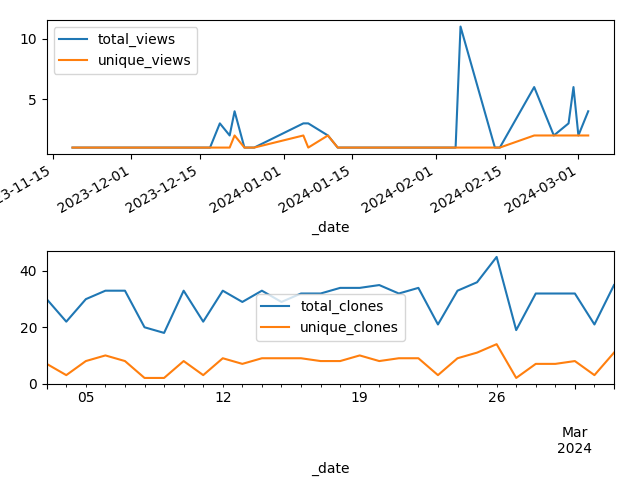 10
5
total_views
unique_views
23-11-15
2023-12-01
2023-12-15
2024-01-01
2024-01-15
2024-02-01
2024-02-15
2024-03-01
_date
40
20
0
total_clones
unique_clones
05
12
19
26
Mar
2024
_date